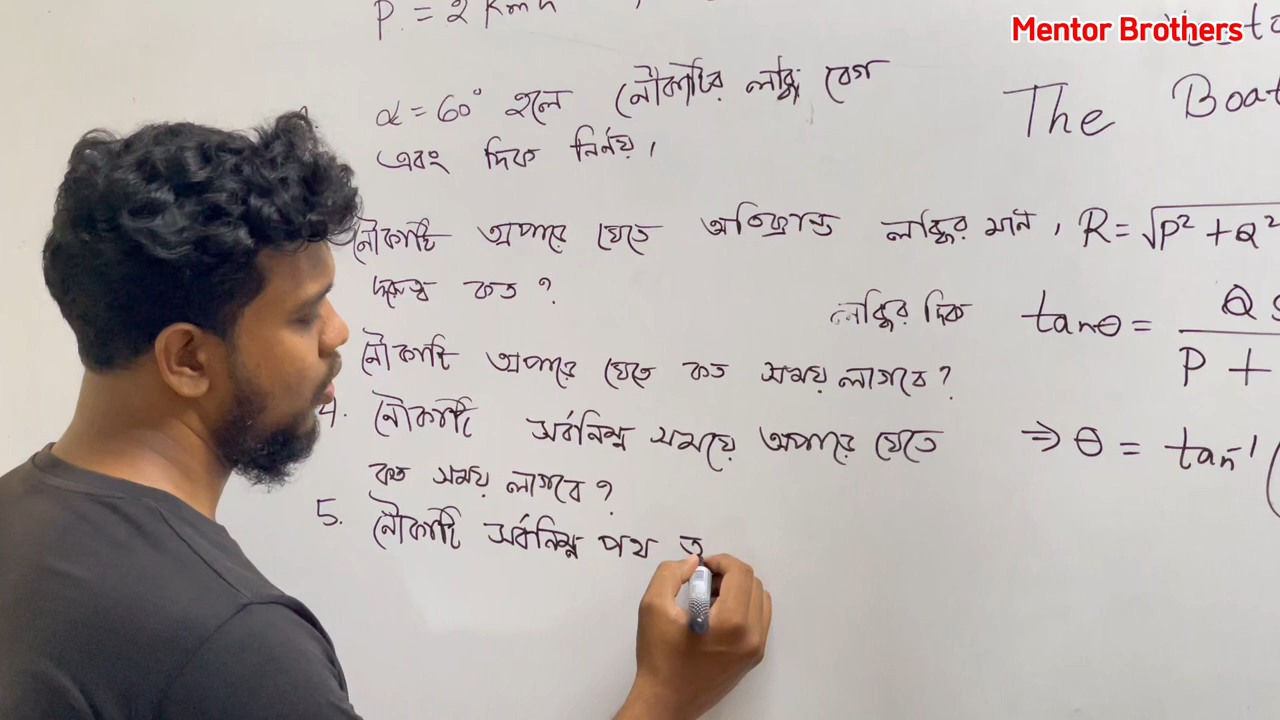 Mentor Brothers
P. = 2 Kmh
The Boat
α = 60° হলে নৌকাটির লব্ধি বেগ
এবং দিক নির্ণয়।
নৌকাটি অপারে যেতে অতিক্রান্ত
দূরত্ব কত ?
লব্ধির মান, R = √P² + Q²
লব্ধির দিক tanθ = Q s
P +
নৌকাটি অপারে যেতে কত সময় লাগবে ?
4. নৌকাটি সর্বনিম্ন সময়ে অপারে যেতে
কত সময় লাগবে ?
⇒ θ = tan⁻¹ (
5. নৌকাটি সর্বনিম্ন পথ